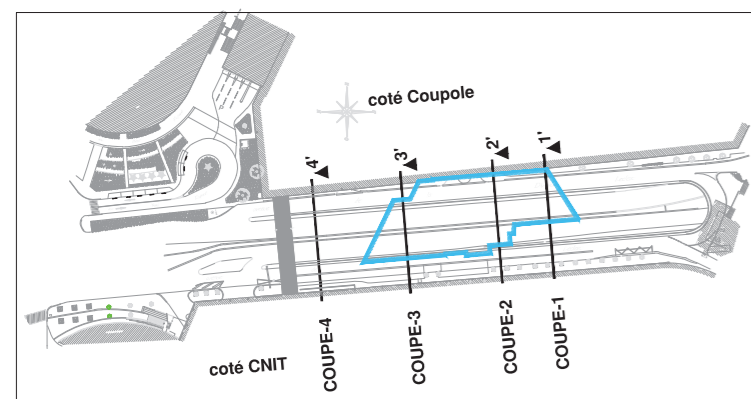 coté Coupole
4'
3'
2'
1'
COUPE-4
COUPE-3
COUPE-2
COUPE-1
coté CNIT